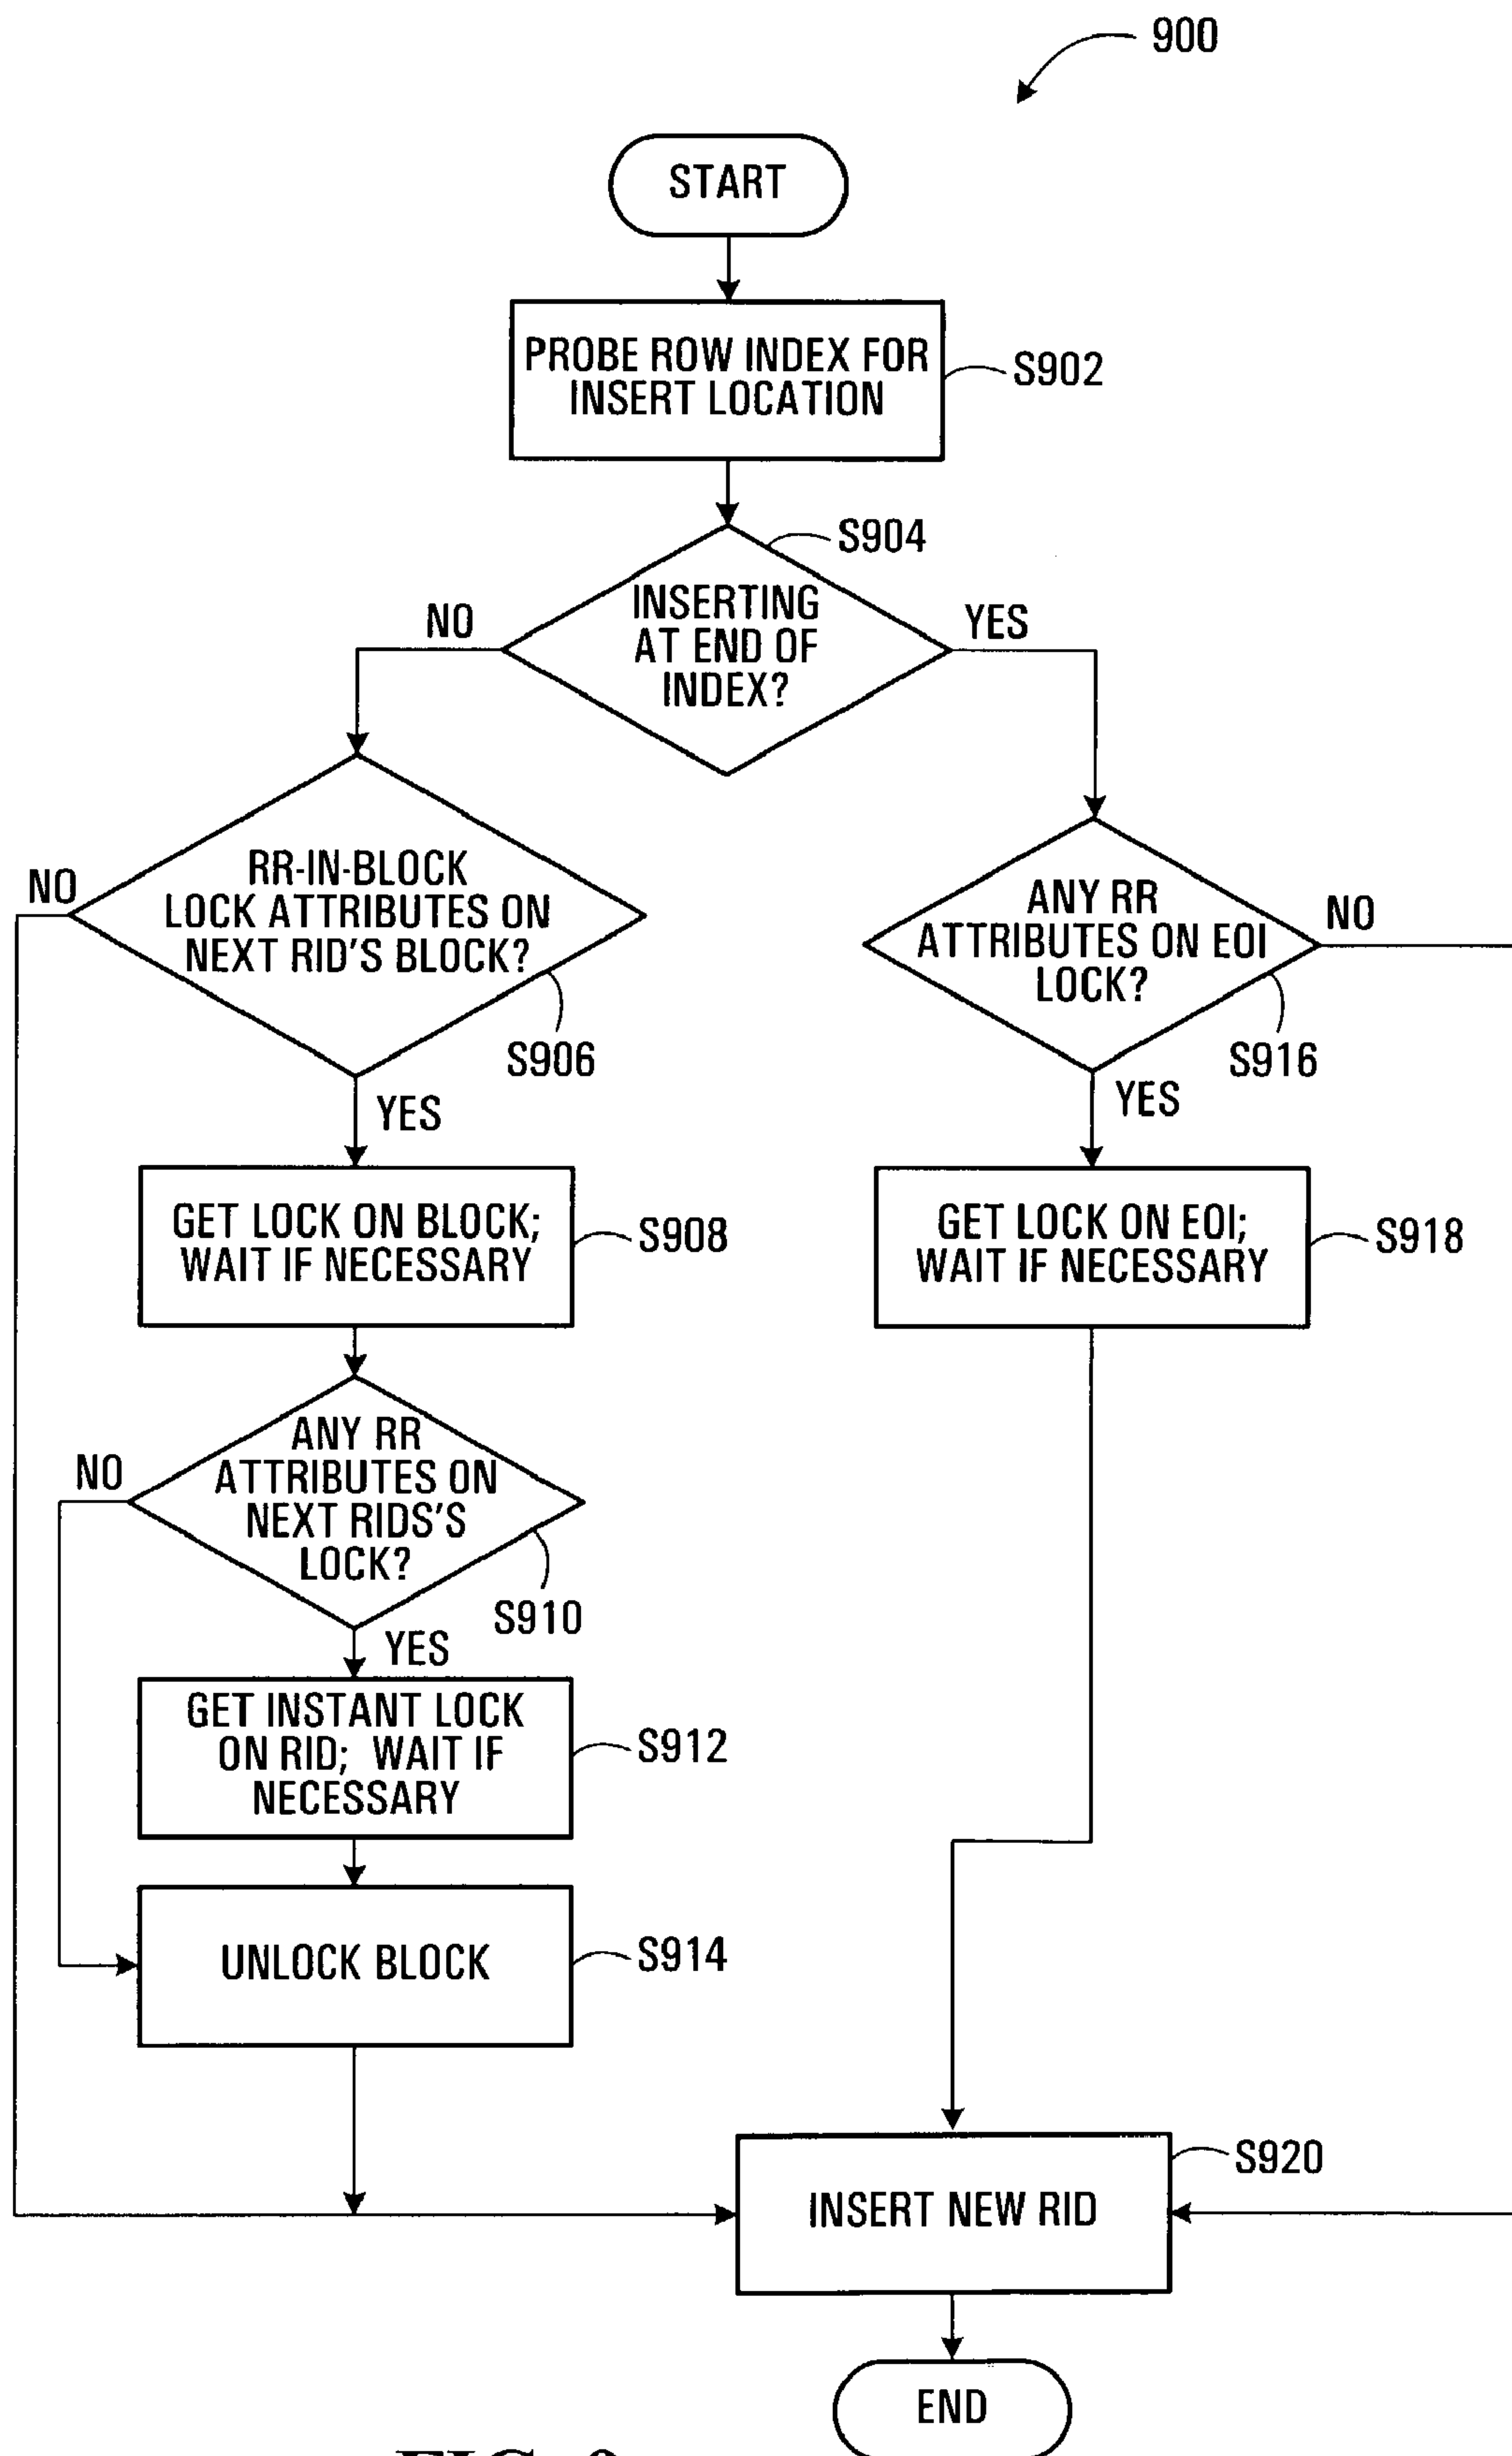 900
START
PROBE ROW INDEX FOR
INSERT LOCATION
S902
S904
INSERTING
AT END OF
INDEX?
NO
YES
RR-IN-BLOCK
LOCK ATTRIBUTES ON
NEXT RID'S BLOCK?
NO
S906
YES
ANY RR
ATTRIBUTES ON EOI
LOCK?
NO
S916
YES
GET LOCK ON BLOCK;
WAIT IF NECESSARY
S908
GET LOCK ON EOI;
WAIT IF NECESSARY
S918
ANY RR
ATTRIBUTES ON
NEXT RIDS'S
LOCK?
NO
S910
YES
GET INSTANT LOCK
ON RID; WAIT IF
NECESSARY
S912
UNLOCK BLOCK
S914
INSERT NEW RID
S920
END